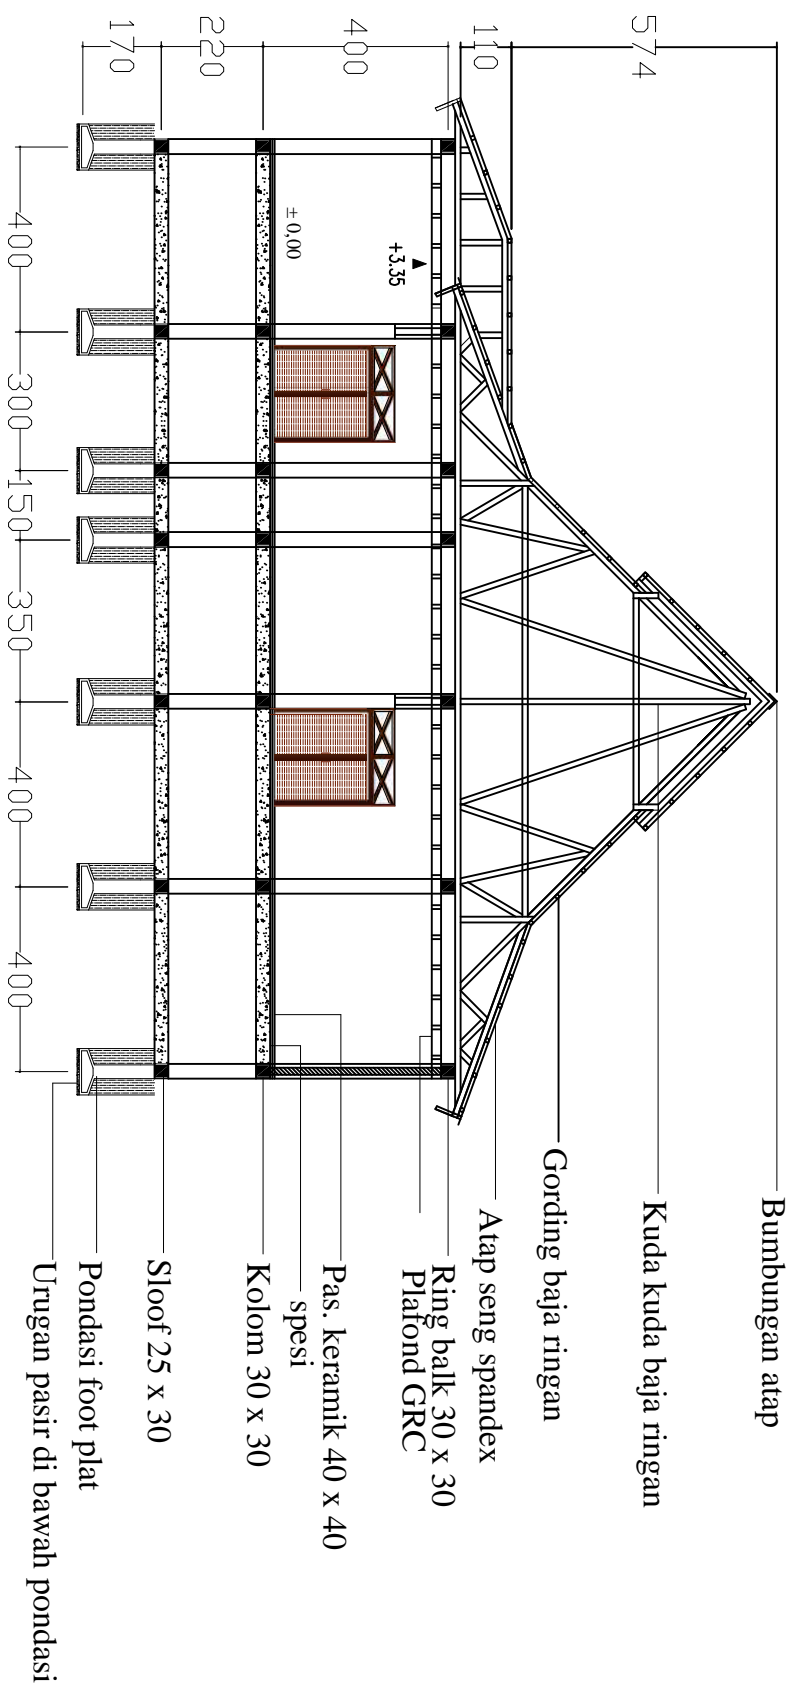 574
110
400
220
170
+3.35
± 0,00
400
300
150
350
400
400
Bumbungan atap
Kuda kuda baja ringan
Gording baja ringan
Atap seng spandex
Ring balk 30 x 30
Plafond GRC
Pas. keramik 40 x 40
spesi
Kolom 30 x 30
Sloof 25 x 30
Pondasi foot plat
Urugan pasir di bawah pondasi